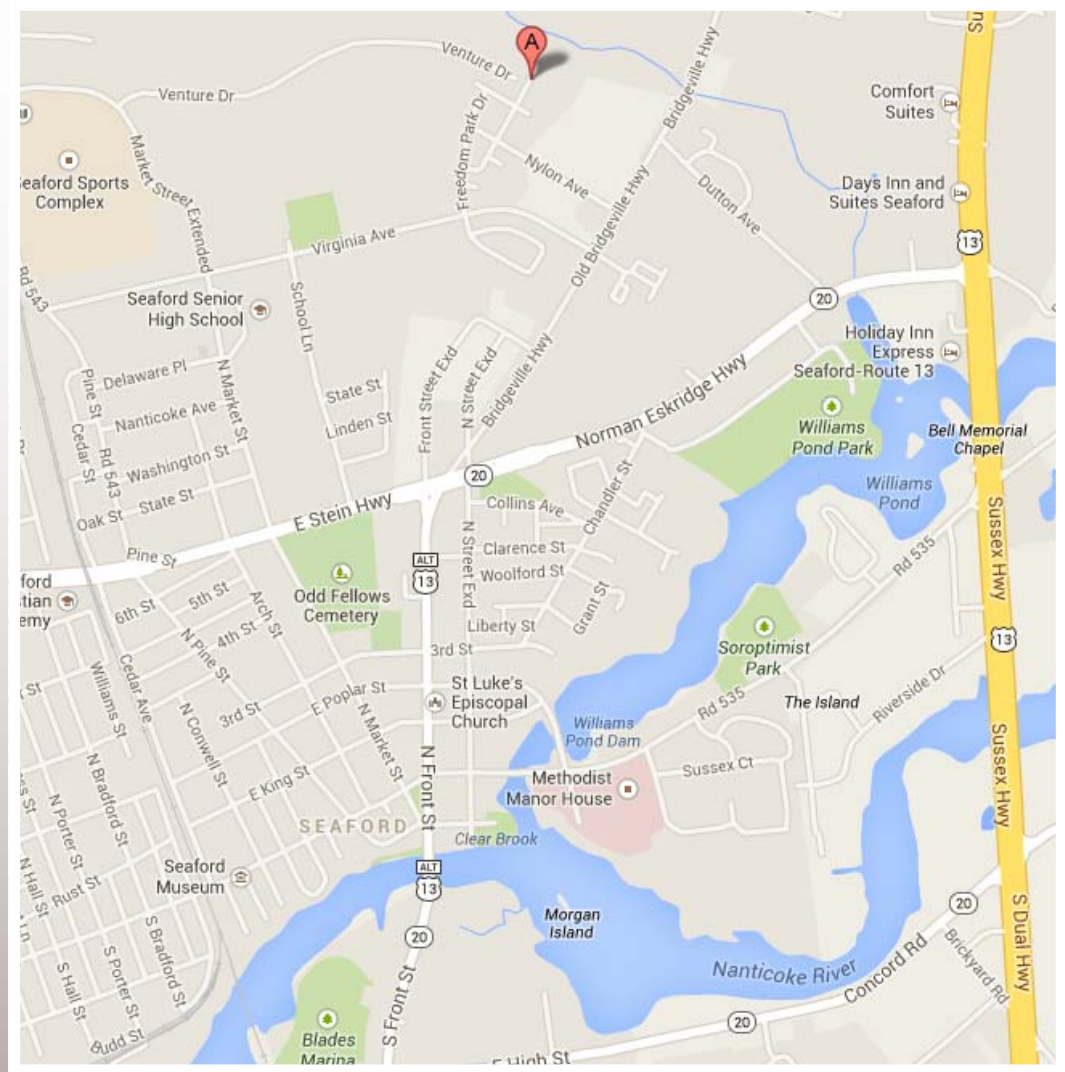 A
Venture Dr
Bridgeville Hwy
Venture Dr
Comfort
Suites
Freedom Park Dr
Market Street Extended
Nylon Ave
eaford Sports
Complex
Days Inn and
Suites Seaford
Dutton Ave
Old Bridgeville Hwy
Virginia Ave
13
Rd 543
20
Seaford Senior
High School
School Ln
Holiday Inn
Express
Seaford-Route 13
Front Street Exd
N Street Exd
Bridgeville Hwy
Delaware Pl
N Market St
State St
Norman Eskridge Hwy
Pine St
Nanticoke Ave
Linden St
Williams
Pond Park
Bell Memorial
Chapel
Cedar St
Rd 543
Washington St
20
Chandler St
Williams
Pond
State St
Oak St
E Stein Hwy
Collins Ave
Sussex Hwy
N Street Exd
Pine St
Clarence St
Rd 535
ALT
13
Woolford St
ford
tian
emy
Odd Fellows
Cemetery
5th St
6th St
Arch St
Grant St
4th St
Liberty St
N Pine St
3rd St
Soroptimist
Park
13
Cedar Ave
Williams St
St
E Poplar St
St Luke's
Episcopal
Church
Rd 535
The Island
Riverside Dr
3rd St
N Conwell St
N Market St
Williams
Pond Dam
Sussex Hwy
N Front St
N Bradford St
E King St
Methodist
Manor House
Sussex Ct
ss St
N Porter St
SEAFORD
Clear Brook
Seaford
Museum
ALT
13
N Hall St
Rust St
Morgan
Island
20
S Dual Hwy
20
Ln
S Bradford St
S Porter St
S Hall St
Nanticoke River
Concord Rd
Brickyard Rd
S Front St
20
Budd St
Blades
Marina
E High St